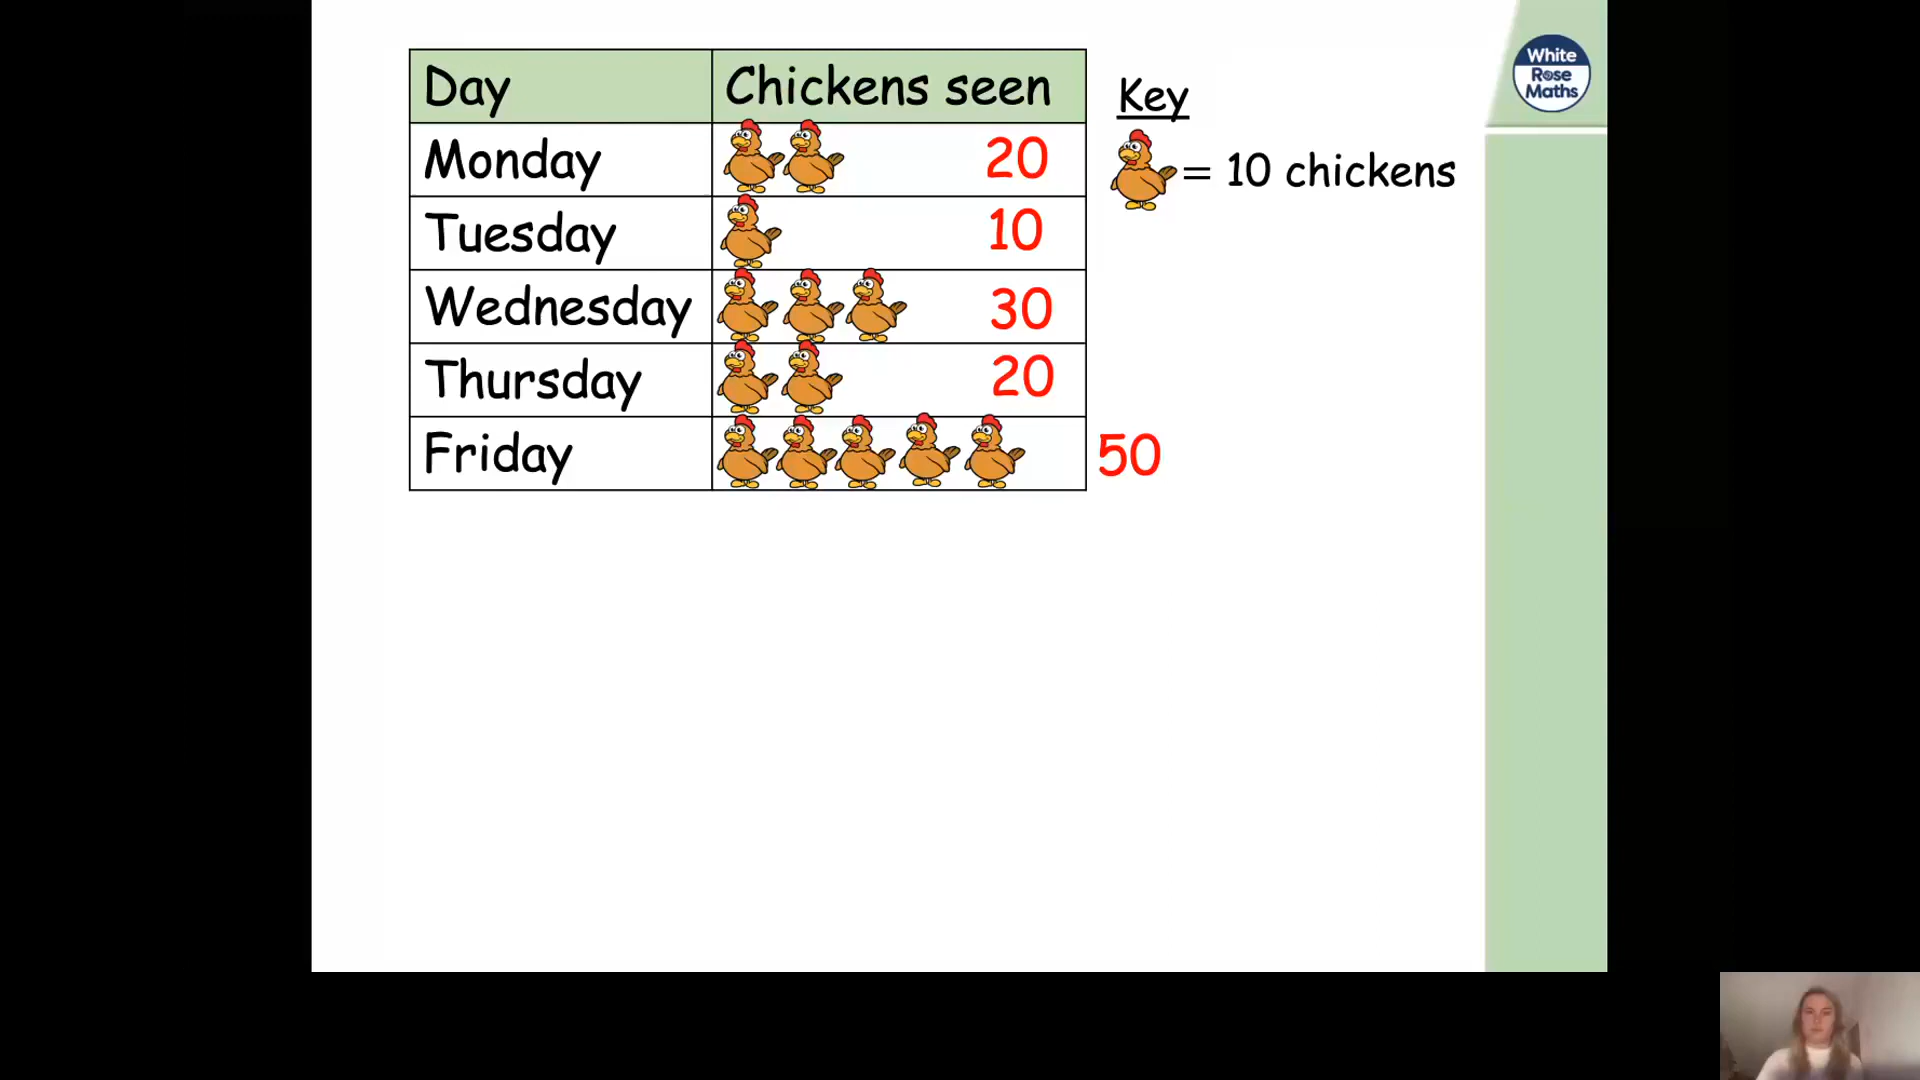 Day Chickens seen
Monday 20
Tuesday 10
Wednesday 30
Thursday 20
Friday 50
Key
= 10 chickens
White
Rose
Maths